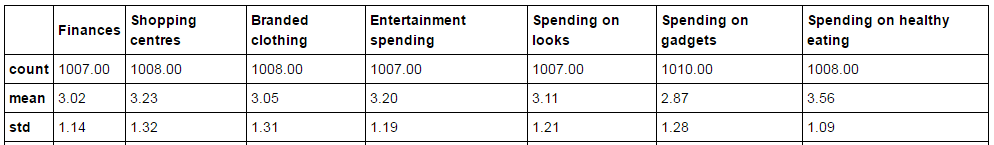 Finances Shopping centres Branded clothing Entertainment spending Spending on looks Spending on gadgets Spending on healthy eating
count 1007.00 1008.00 1008.00 1007.00 1007.00 1010.00 1008.00
mean 3.02 3.23 3.05 3.20 3.11 2.87 3.56
std 1.14 1.32 1.31 1.19 1.21 1.28 1.09